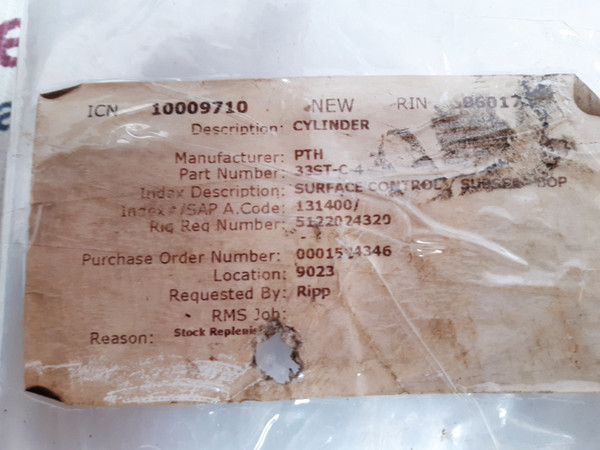 ICN 10009710 NEW RIN
Description: CYLINDER
Manufacturer: PTH
Part Number: 33ST-C-4
Index Description: SURFACE CONTROL / SUBSEA BOP
Index#/SAP A.Code: 131400/
Rig Req Number: 5122024320
Purchase Order Number:
Location: 9023
Requested By: Ripp
RMS Job:
Reason: Stock